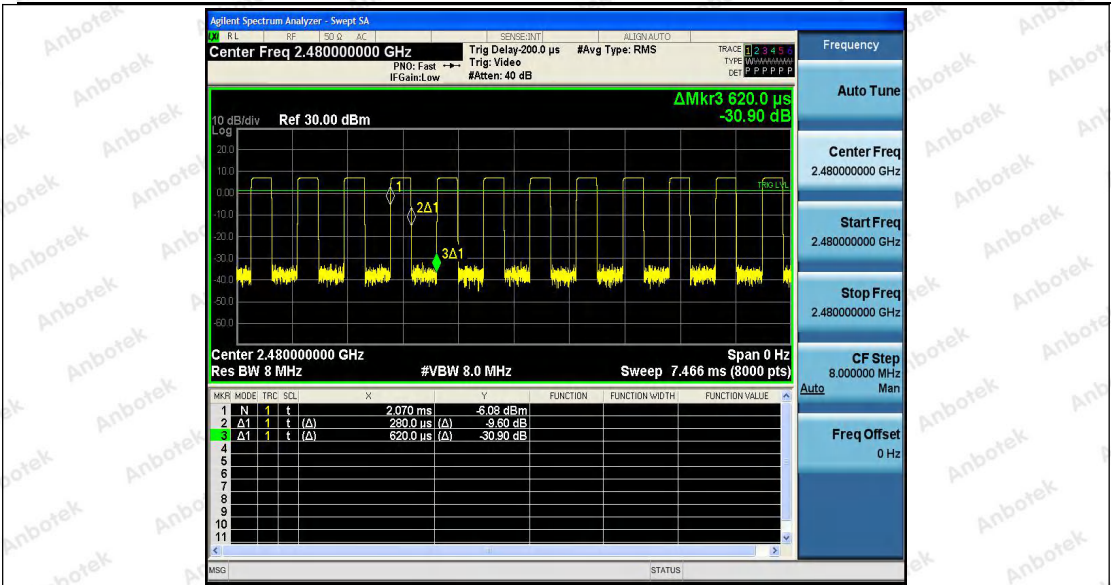 Agilent Spectrum Analyzer - Swept SA
RL RF 50 Ω AC SENSE:INT ALIGNAUTO
Center Freq 2.480000000 GHz
PNO: Fast
IFGain:Low
Trig Delay-200.0 µs
Trig: Video
#Atten: 40 dB
#Avg Type: RMS
TRACE 1 2 3 4 5 6
TYPE WWWWWW
DET P P P P P P
ΔMkr3 620.0 µs
-30.90 dB
10 dB/div Ref 30.00 dBm
Log
20.0
10.0
0.00
-10.0
-20.0
-30.0
-40.0
-50.0
-60.0
TRIG LVL
1
2Δ1
3Δ1
Center 2.480000000 GHz Span 0 Hz
Res BW 8 MHz #VBW 8.0 MHz Sweep 7.466 ms (8000 pts)
MKR MODE TRC SCL X Y FUNCTION FUNCTION WIDTH FUNCTION VALUE
1 N 1 t 2.070 ms -6.08 dBm
2 Δ1 1 t (Δ) 280.0 µs (Δ) -9.60 dB
3 Δ1 1 t (Δ) 620.0 µs (Δ) -30.90 dB
4
5
6
7
8
9
10
11
MSG STATUS
Frequency
Auto Tune
Center Freq
2.480000000 GHz
Start Freq
2.480000000 GHz
Stop Freq
2.480000000 GHz
CF Step
8.000000 MHz
Auto Man
Freq Offset
0 Hz
Anbotek